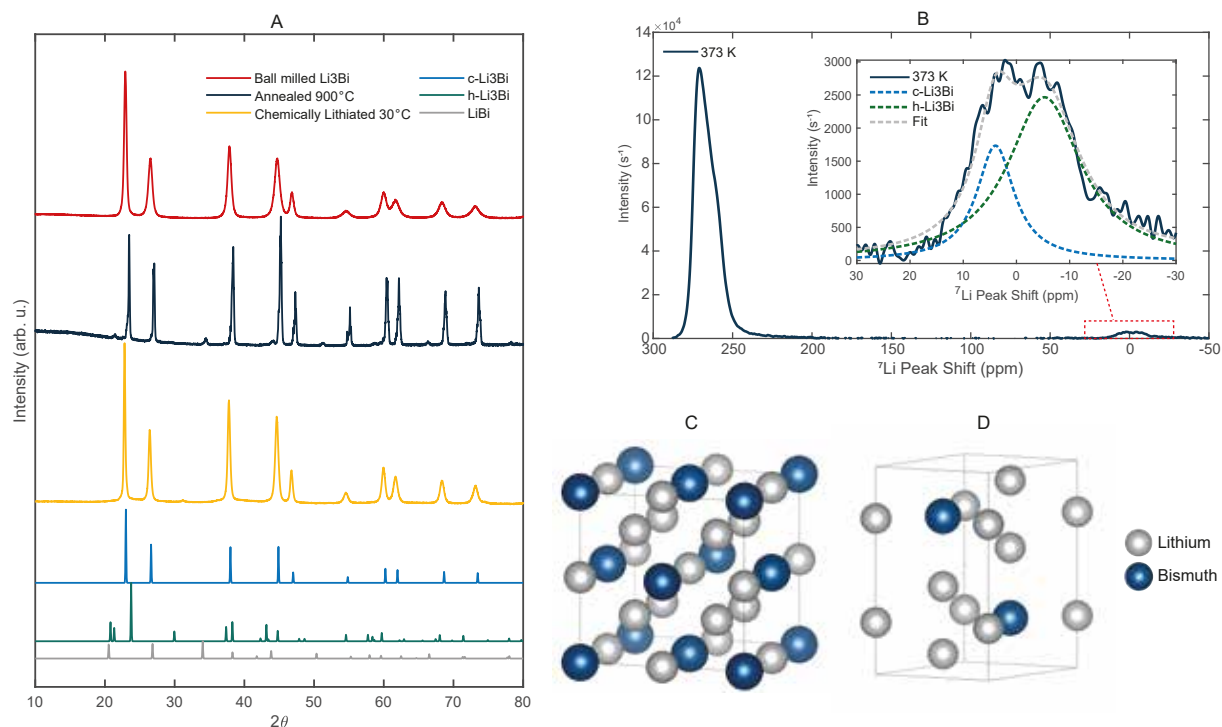 A
Ball milled Li3Bi
Annealed 900°C
Chemically Lithiated 30°C
c-Li3Bi
h-Li3Bi
LiBi
Intensity (arb. u.)
10 20 30 40 50 60 70 80
2θ
B
×10⁴
373 K
14
12
10
8
6
4
2
0
Intensity (s⁻¹)
300 250 200 150 100 50 0 -50
⁷Li Peak Shift (ppm)
373 K
c-Li3Bi
h-Li3Bi
Fit
3000
2500
2000
1500
1000
500
0
Intensity (s⁻¹)
30 20 10 0 -10 -20 -30
⁷Li Peak Shift (ppm)
C
D
Lithium
Bismuth